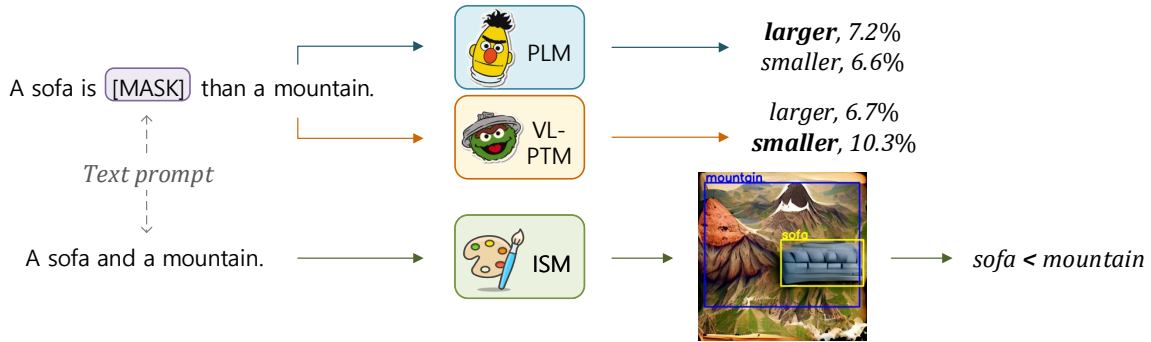 A sofa is [MASK] than a mountain.
Text prompt
A sofa and a mountain.
PLM
VL-
PTM
ISM
larger, 7.2%
smaller, 6.6%
larger, 6.7%
smaller, 10.3%
mountain
sofa
sofa < mountain